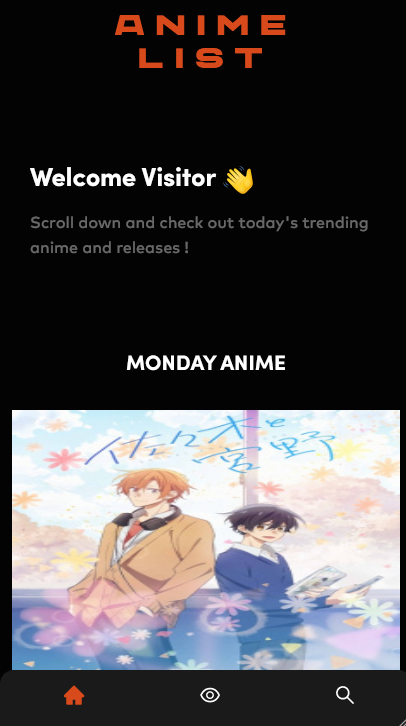 ANIME
LIST
Welcome Visitor 👋
Scroll down and check out today's trending
anime and releases !
MONDAY ANIME
佐々木と
宮野